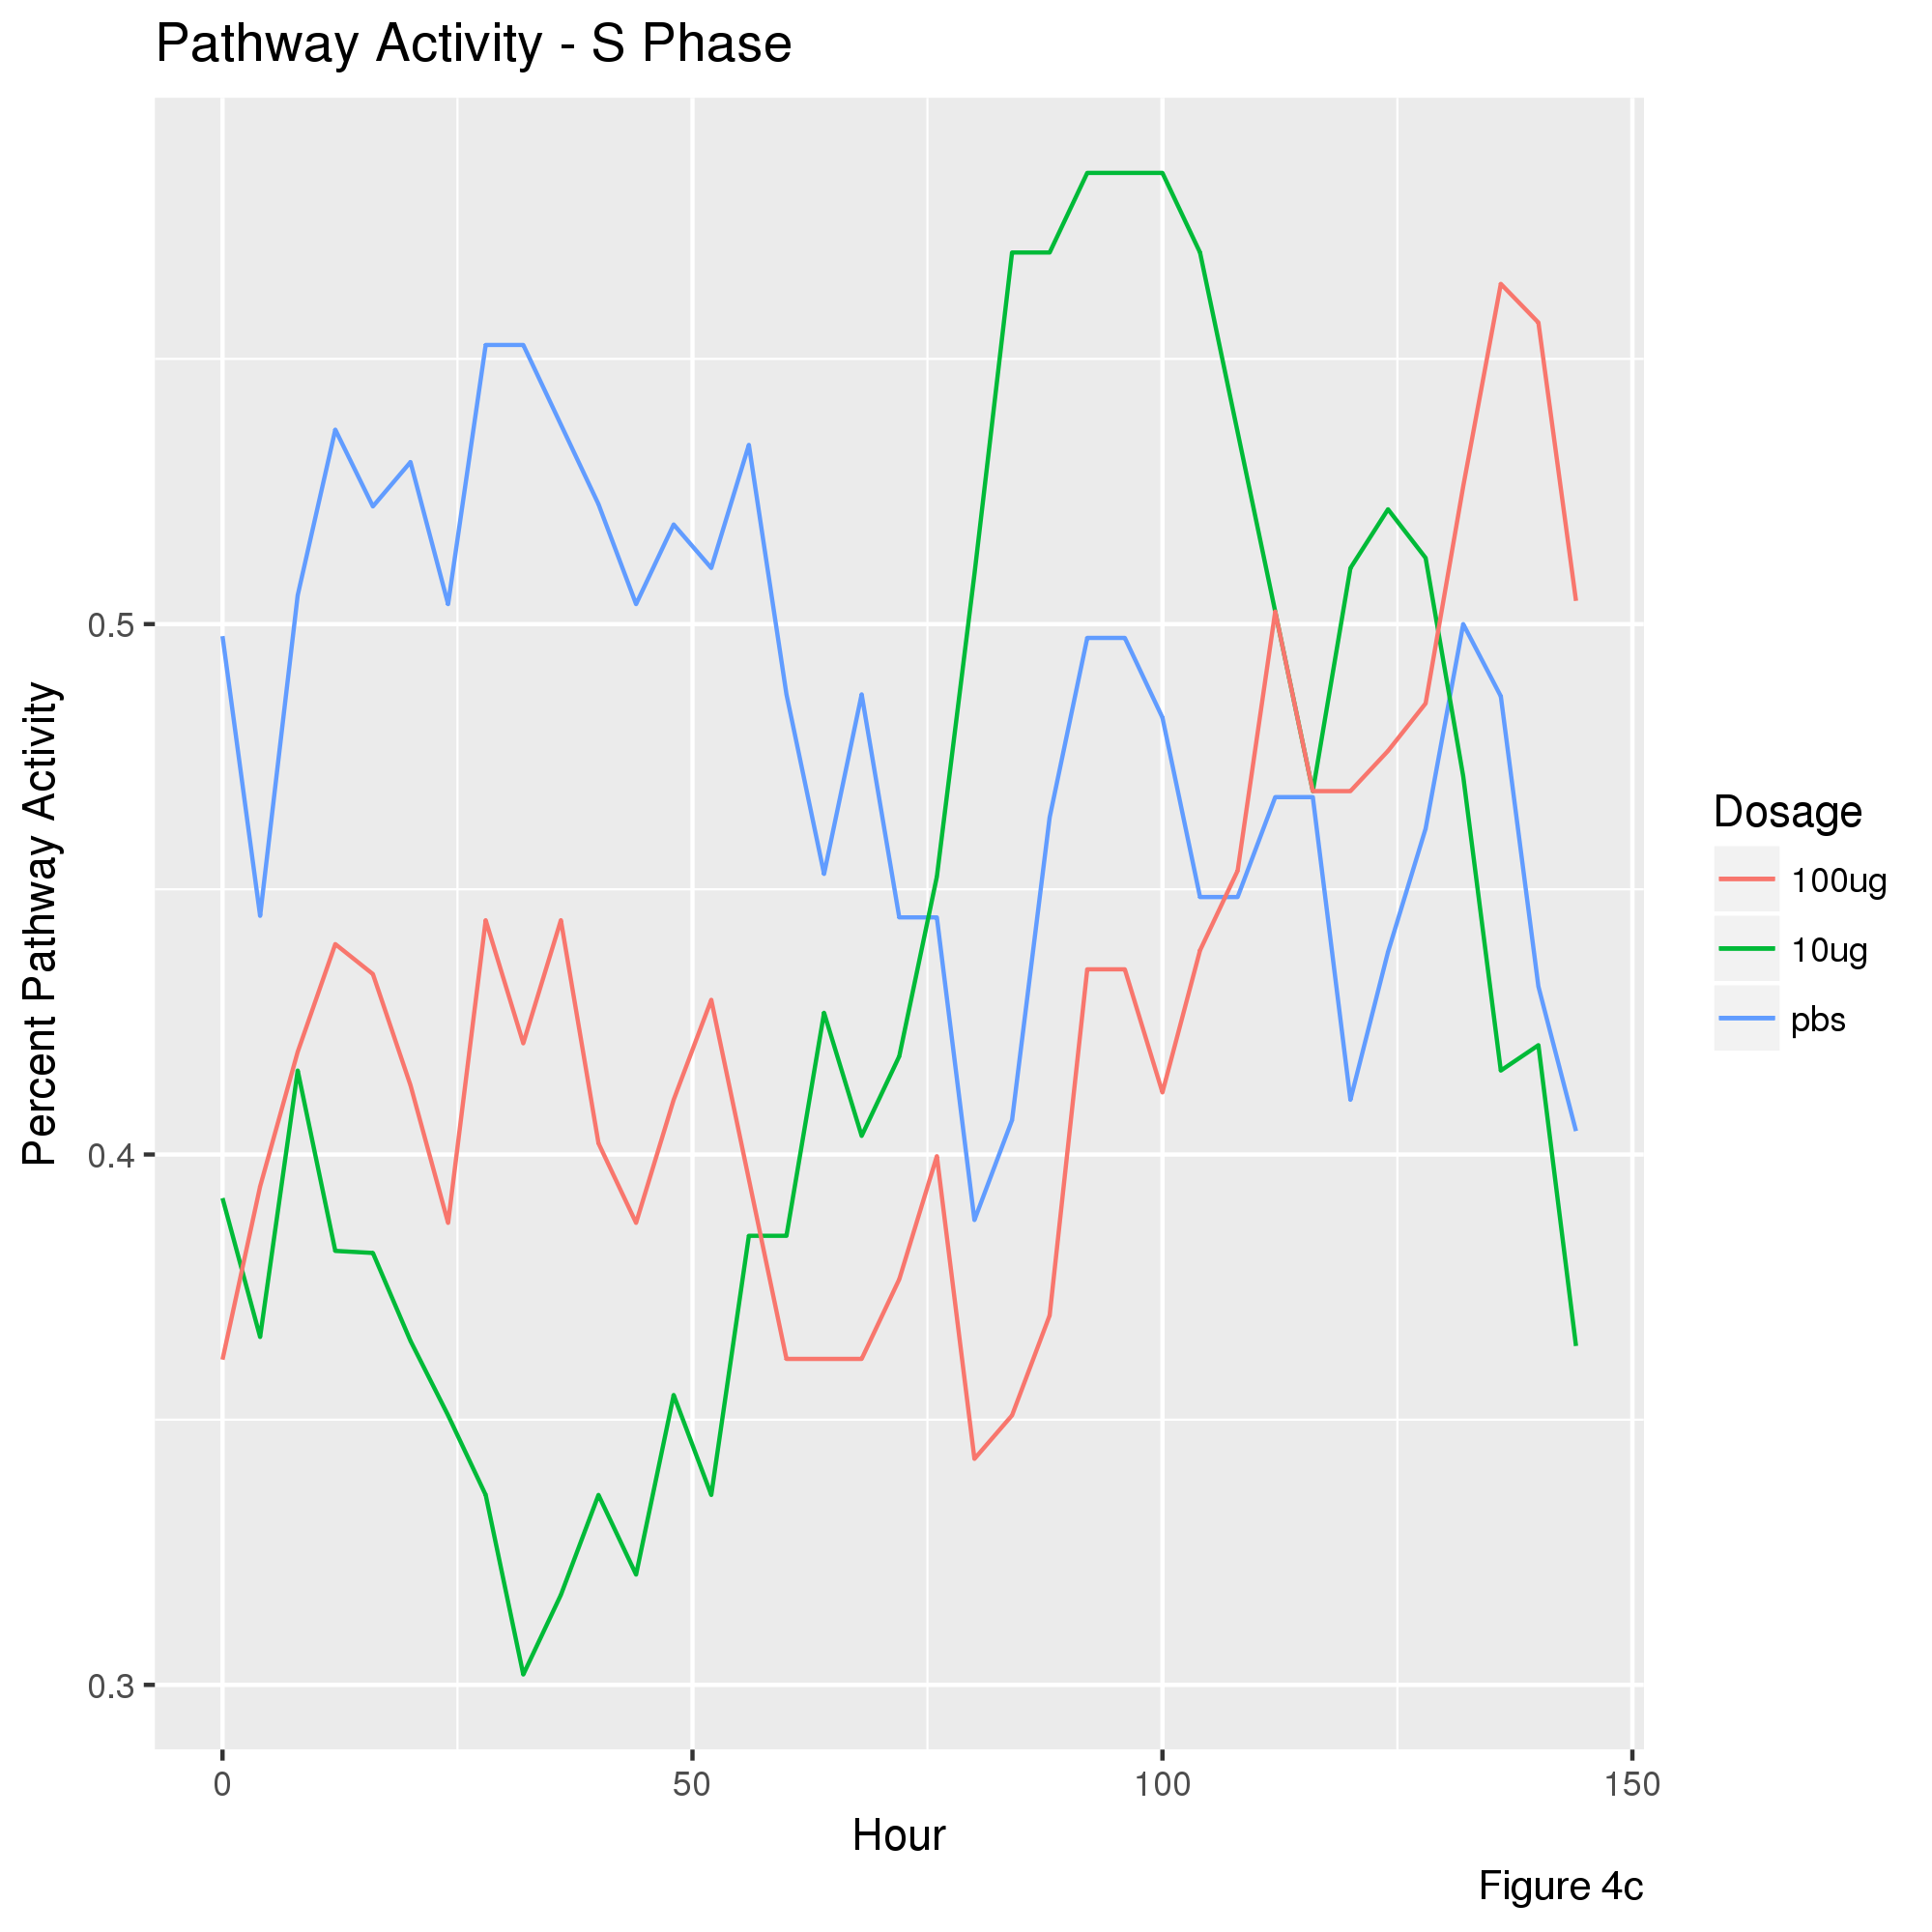 Pathway Activity - S Phase
Percent Pathway Activity
0.5
0.4
0.3
0
50
100
150
Hour
Dosage
100ug
10ug
pbs
Figure 4c